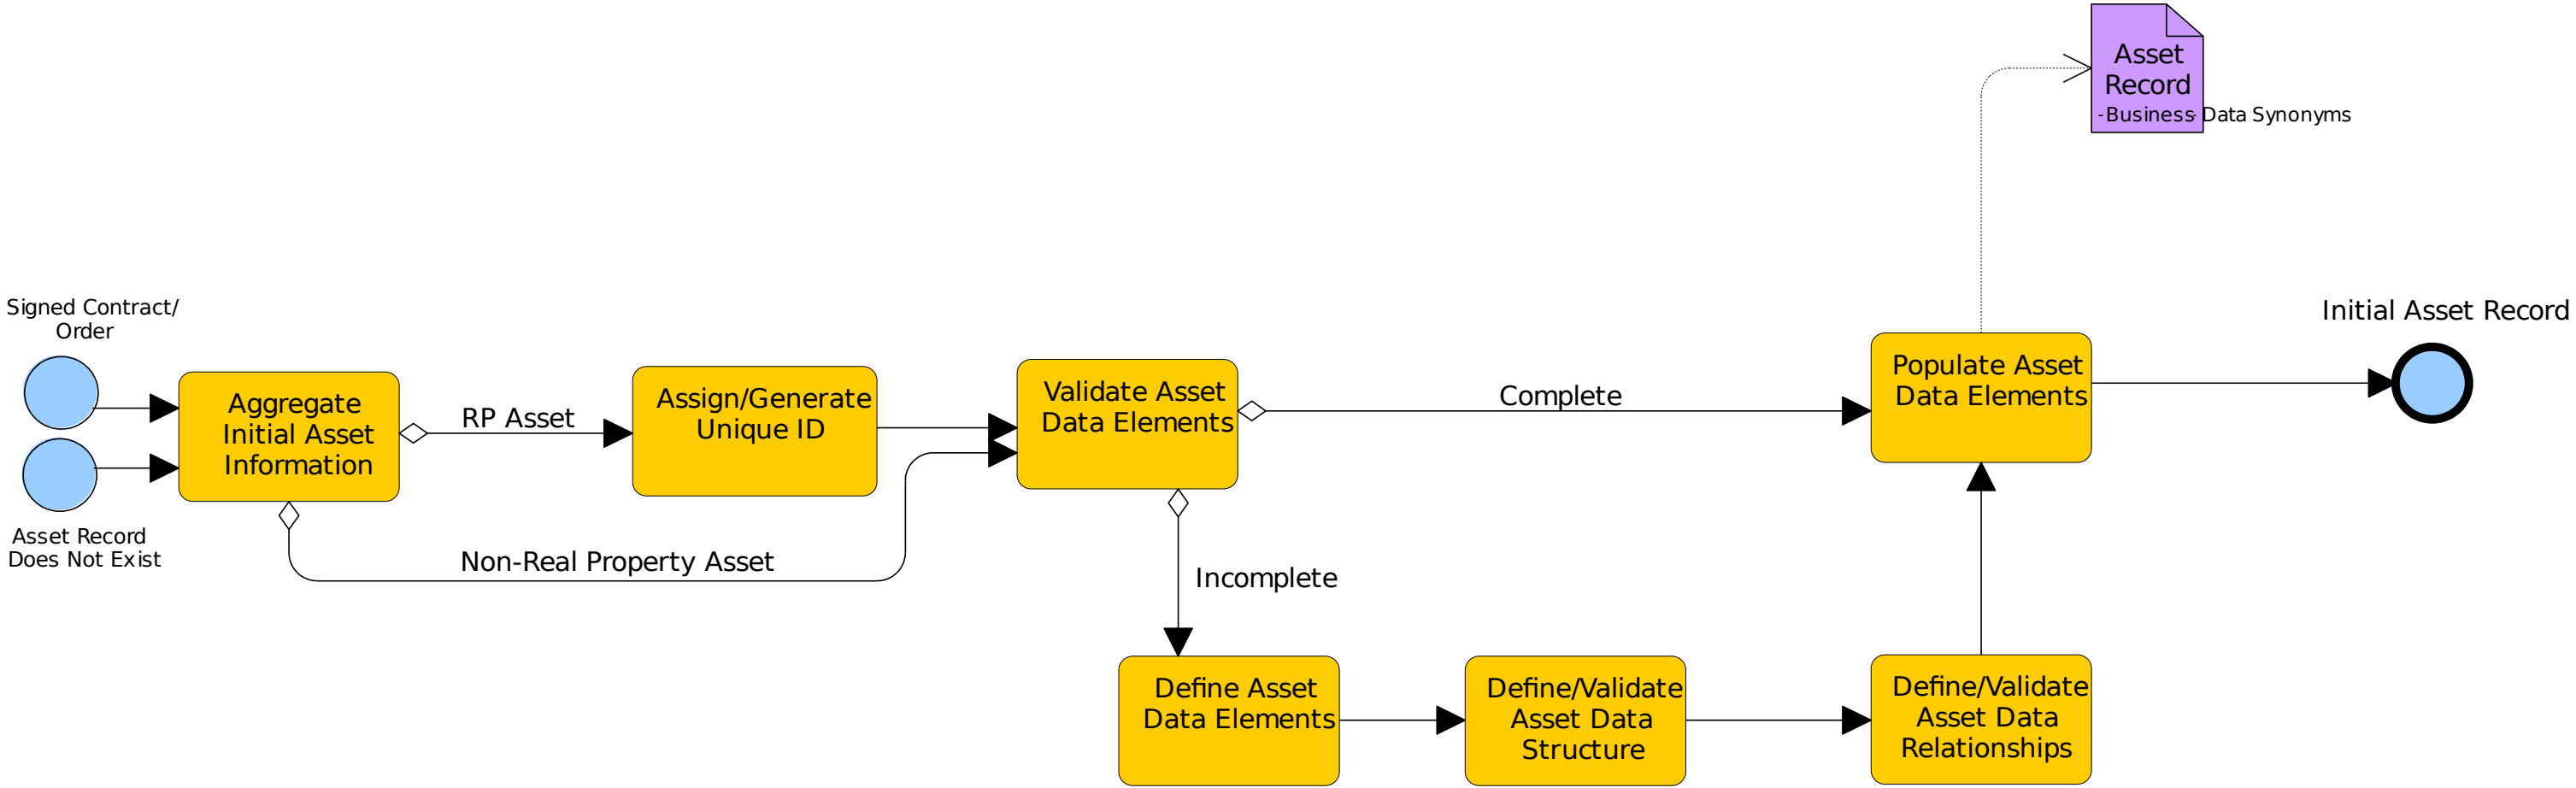 Asset
Record
-Business- Data Synonyms
Signed Contract/
Order
Initial Asset Record
Aggregate
Initial Asset
Information
RP Asset
Assign/Generate
Unique ID
Validate Asset
Data Elements
Complete
Populate Asset
Data Elements
Asset Record
Does Not Exist
Non-Real Property Asset
Incomplete
Define Asset
Data Elements
Define/Validate
Asset Data
Structure
Define/Validate
Asset Data
Relationships